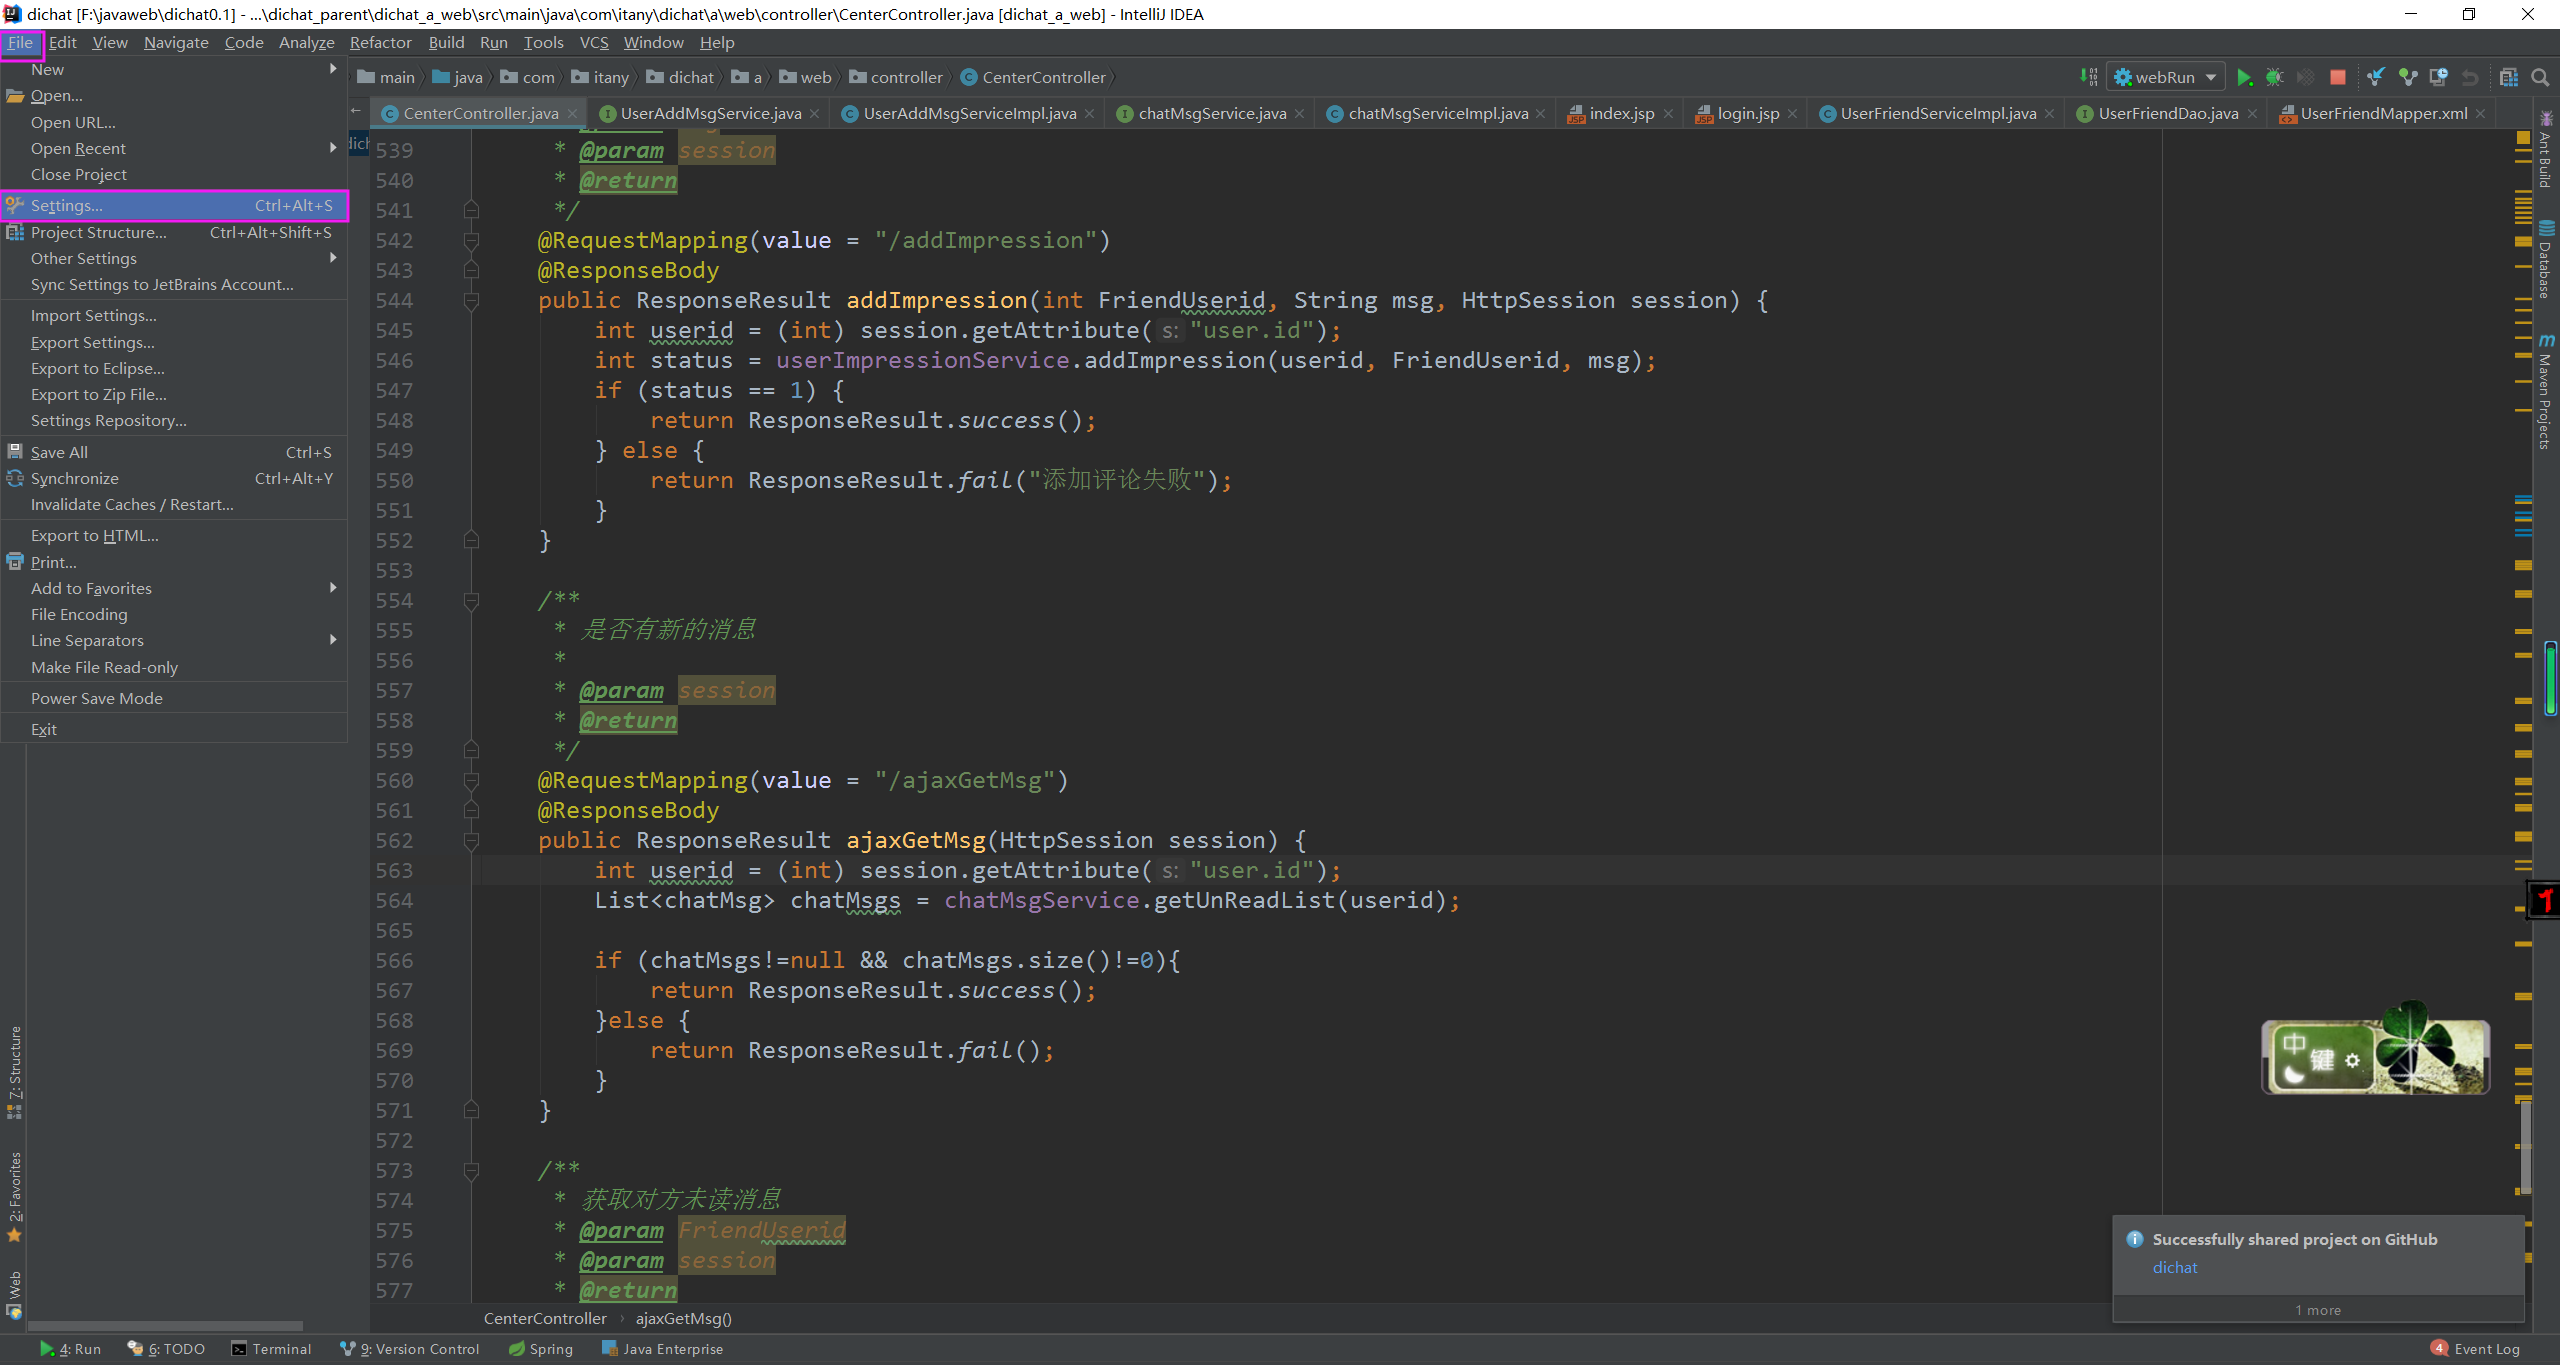 dichat [F:\javaweb\dichat0.1] - ...\dichat_parent\dichat_a_web\src\main\java\com\itany\dichat\a\web\controller\CenterController.java [dichat_a_web] - IntelliJ IDEA
File Edit View Navigate Code Analyze Refactor Build Run Tools VCS Window Help
New
Open...
Open URL...
Open Recent
Close Project
Settings... Ctrl+Alt+S
Project Structure... Ctrl+Alt+Shift+S
Other Settings
Sync Settings to JetBrains Account...
Import Settings...
Export Settings...
Export to Eclipse...
Export to Zip File...
Settings Repository...
Save All Ctrl+S
Synchronize Ctrl+Alt+Y
Invalidate Caches / Restart...
Export to HTML...
Print...
Add to Favorites
File Encoding
Line Separators
Make File Read-only
Power Save Mode
Exit
main java com itany dichat a web controller CenterController
webRun
CenterController.java UserAddMsgService.java UserAddMsgServiceImpl.java chatMsgService.java chatMsgServiceImpl.java index.jsp login.jsp UserFriendServiceImpl.java UserFriendDao.java UserFriendMapper.xml
539 * @param session
540 * @return
541 */
542 @RequestMapping(value = "/addImpression")
543 @ResponseBody
544 public ResponseResult addImpression(int FriendUserid, String msg, HttpSession session) {
545 int userid = (int) session.getAttribute( s: "user.id");
546 int status = userImpressionService.addImpression(userid, FriendUserid, msg);
547 if (status == 1) {
548 return ResponseResult.success();
549 } else {
550 return ResponseResult.fail("添加评论失败");
551 }
552 }
553
554 /**
555 * 是否有新的消息
556 *
557 * @param session
558 * @return
559 */
560 @RequestMapping(value = "/ajaxGetMsg")
561 @ResponseBody
562 public ResponseResult ajaxGetMsg(HttpSession session) {
563 int userid = (int) session.getAttribute( s: "user.id");
564 List<chatMsg> chatMsgs = chatMsgService.getUnReadList(userid);
565
566 if (chatMsgs!=null && chatMsgs.size()!=0){
567 return ResponseResult.success();
568 }else {
569 return ResponseResult.fail();
570 }
571 }
572
573 /**
574 * 获取对方未读消息
575 * @param FriendUserid
576 * @param session
577 * @return
CenterController › ajaxGetMsg()
Ant Build
Database
Maven Projects
7: Structure
2: Favorites
Web
中
键
Successfully shared project on GitHub
dichat
1 more
4: Run 6: TODO Terminal 9: Version Control Spring Java Enterprise 4 Event Log